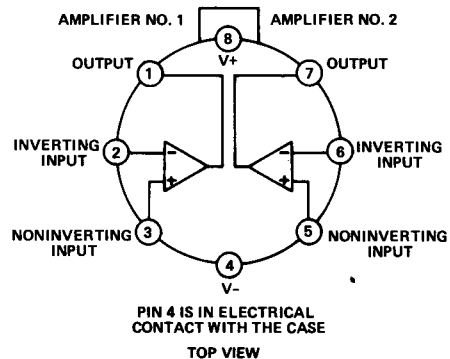 AMPLIFIER NO. 1
AMPLIFIER NO. 2
8
V+
OUTPUT
1
7
OUTPUT
INVERTING
INPUT
2
-
+
-
+
6
INVERTING
INPUT
NONINVERTING
INPUT
3
5
NONINVERTING
INPUT
4
V-
PIN 4 IS IN ELECTRICAL
CONTACT WITH THE CASE
TOP VIEW